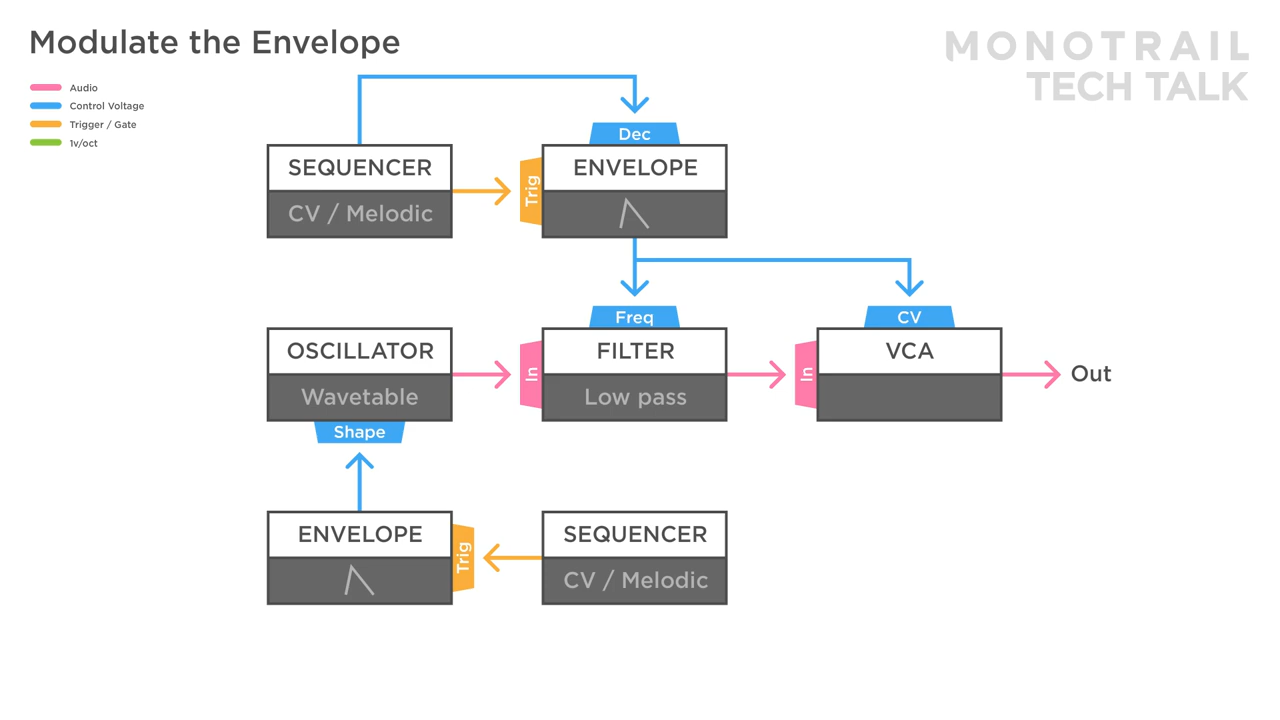 Modulate the Envelope
MONOTRAIL
TECH TALK
Audio
Control Voltage
Trigger / Gate
1v/oct
Dec
SEQUENCER
CV / Melodic
Trig
ENVELOPE
Freq
CV
OSCILLATOR
Wavetable
In
FILTER
Low pass
In
VCA
Out
Shape
ENVELOPE
Trig
SEQUENCER
CV / Melodic